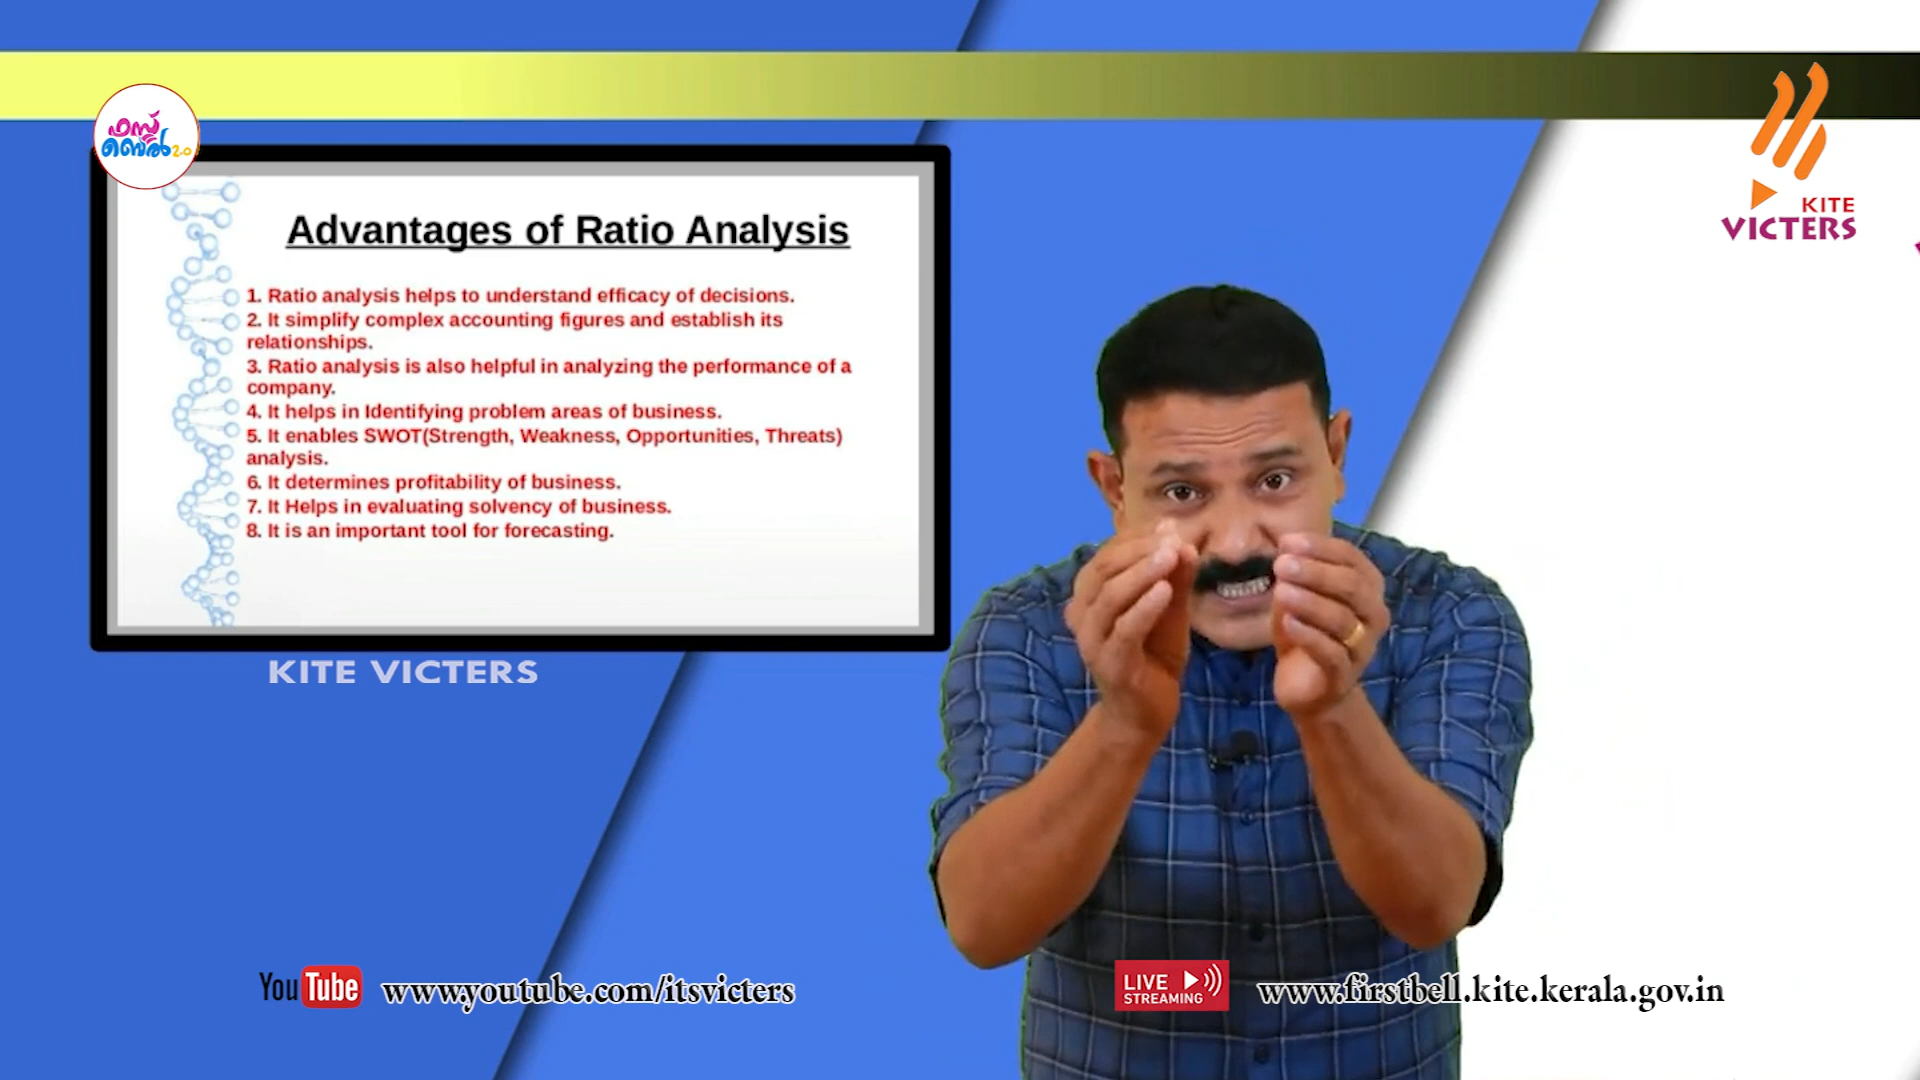 ഫസ്റ്റ്
ബെൽ 2.0
KITE
VICTERS
Advantages of Ratio Analysis
1. Ratio analysis helps to understand efficacy of decisions.
2. It simplify complex accounting figures and establish its
relationships.
3. Ratio analysis is also helpful in analyzing the performance of a
company.
4. It helps in Identifying problem areas of business.
5. It enables SWOT(Strength, Weakness, Opportunities, Threats)
analysis.
6. It determines profitability of business.
7. It Helps in evaluating solvency of business.
8. It is an important tool for forecasting.
KITE VICTERS
YouTube www.youtube.com/itsvicters
LIVE
STREAMING
www.firstbell.kite.kerala.gov.in